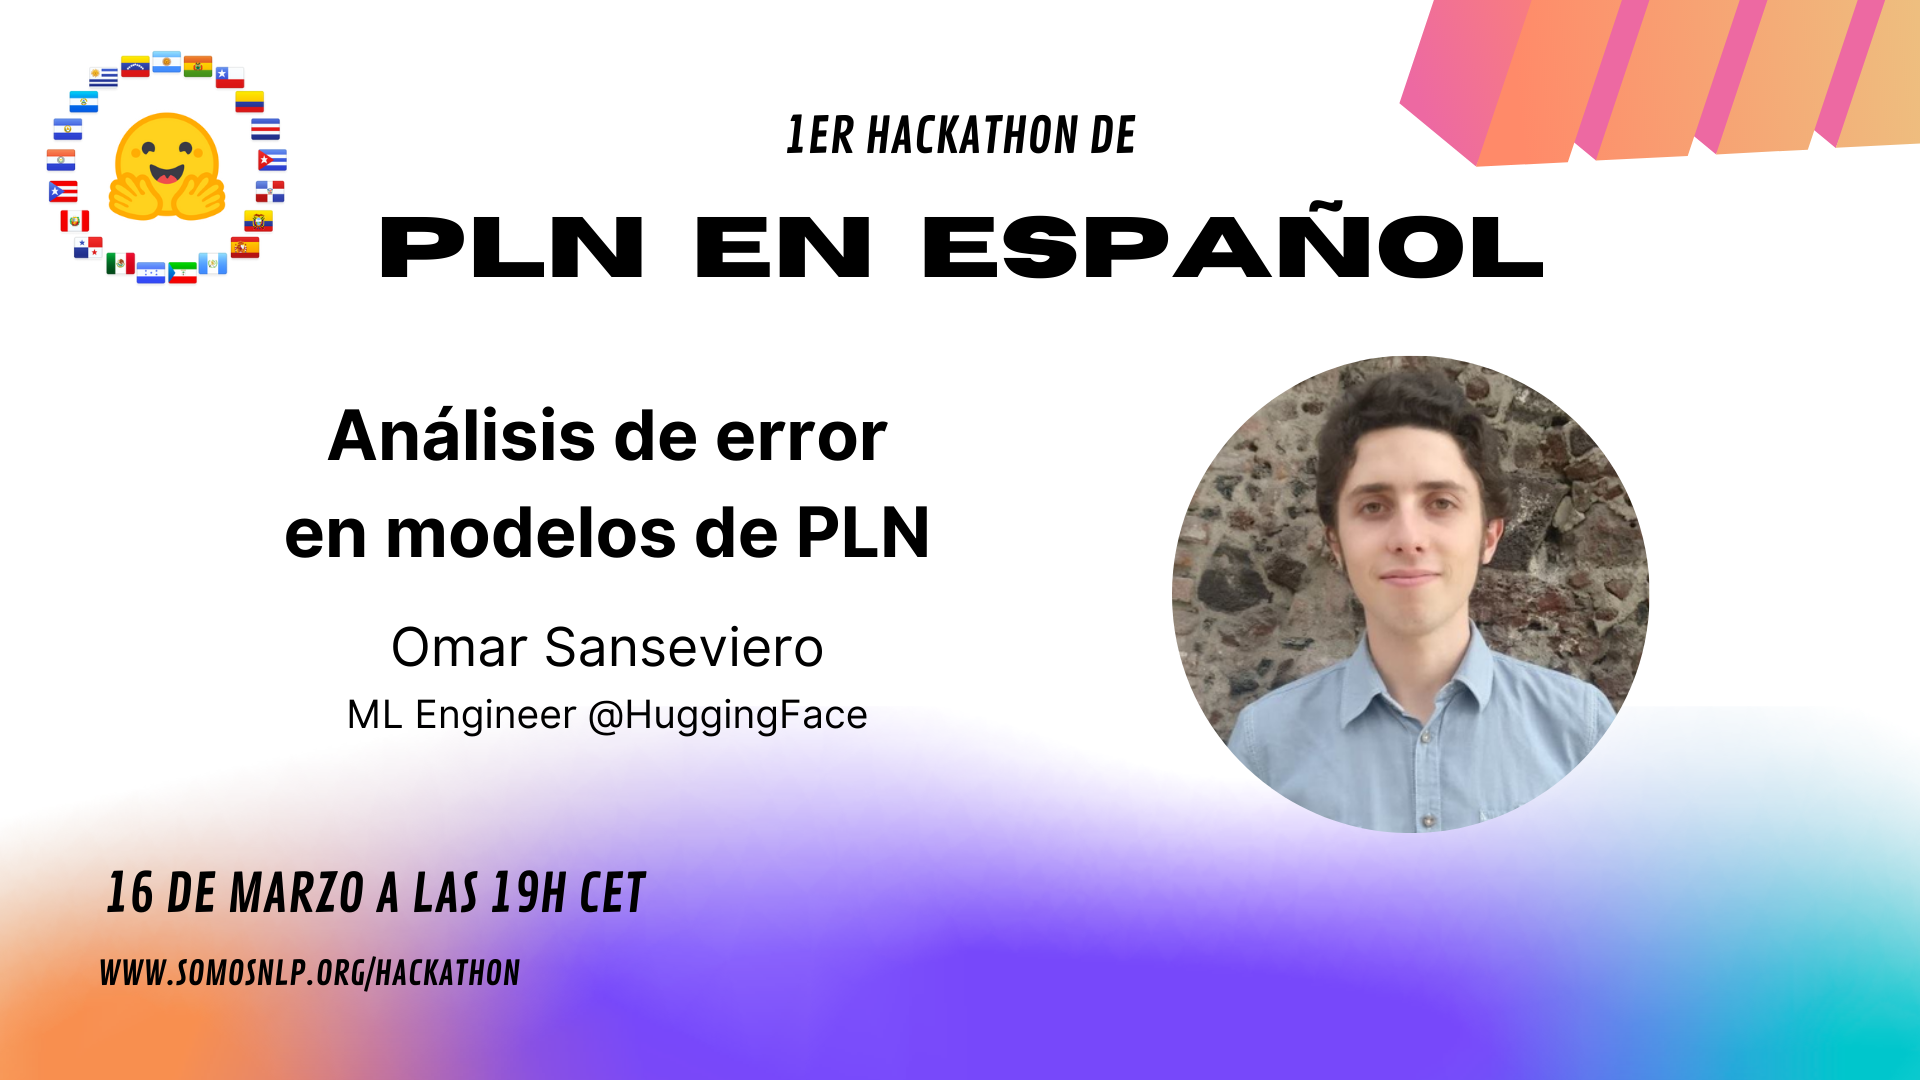 1ER HACKATHON DE
PLN EN ESPAÑOL
Análisis de error
en modelos de PLN
Omar Sanseviero
ML Engineer @HuggingFace
16 DE MARZO A LAS 19H CET
WWW.SOMOSNLP.ORG/HACKATHON